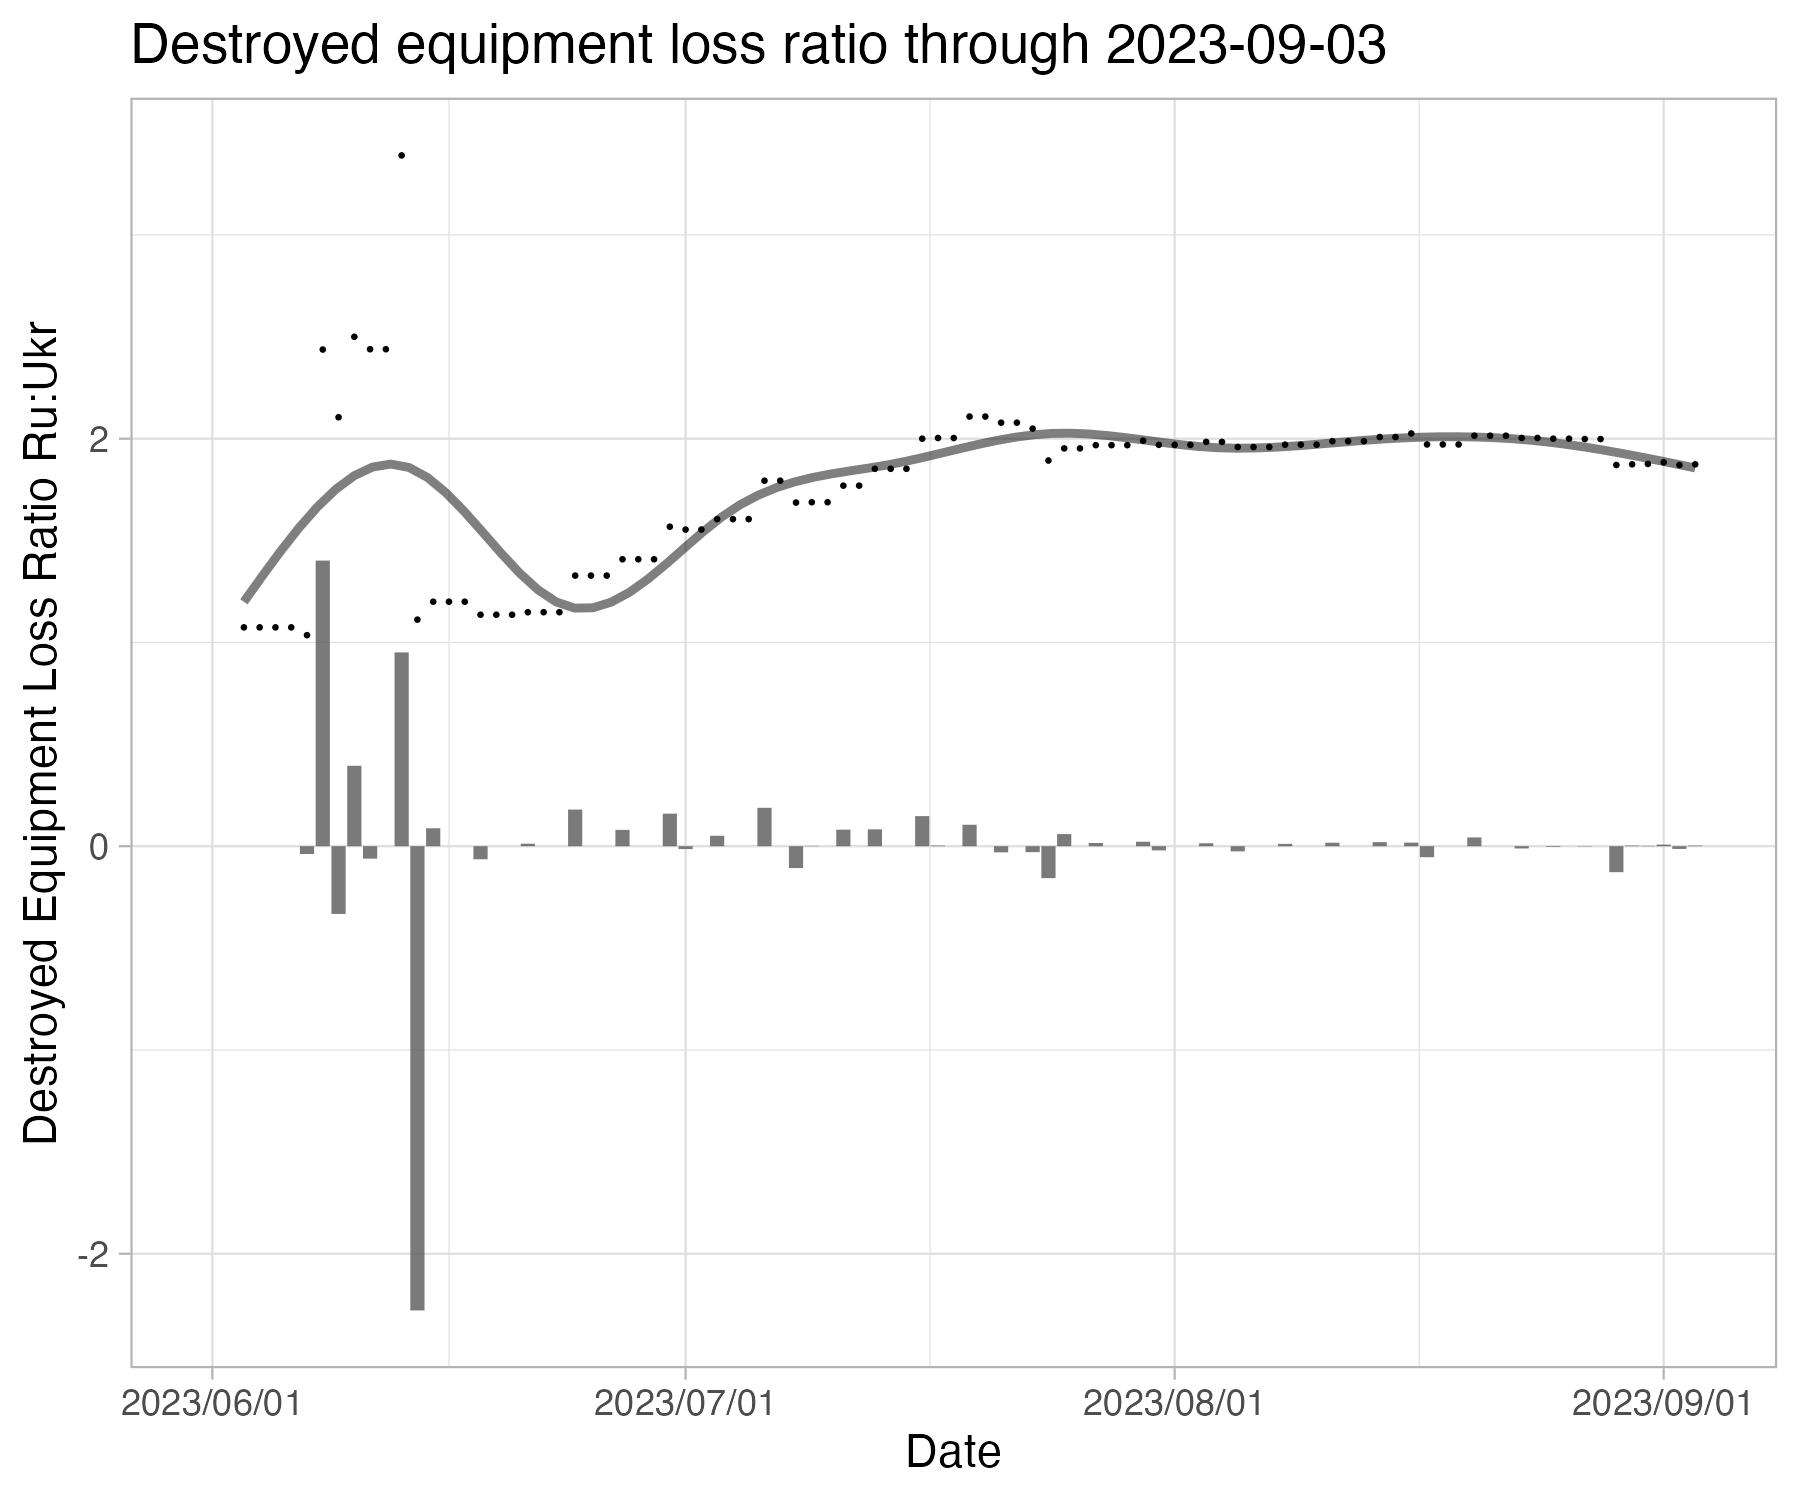 Destroyed equipment loss ratio through 2023-09-03
Destroyed Equipment Loss Ratio Ru:Ukr
2
0
-2
2023/06/01
2023/07/01
2023/08/01
2023/09/01
Date